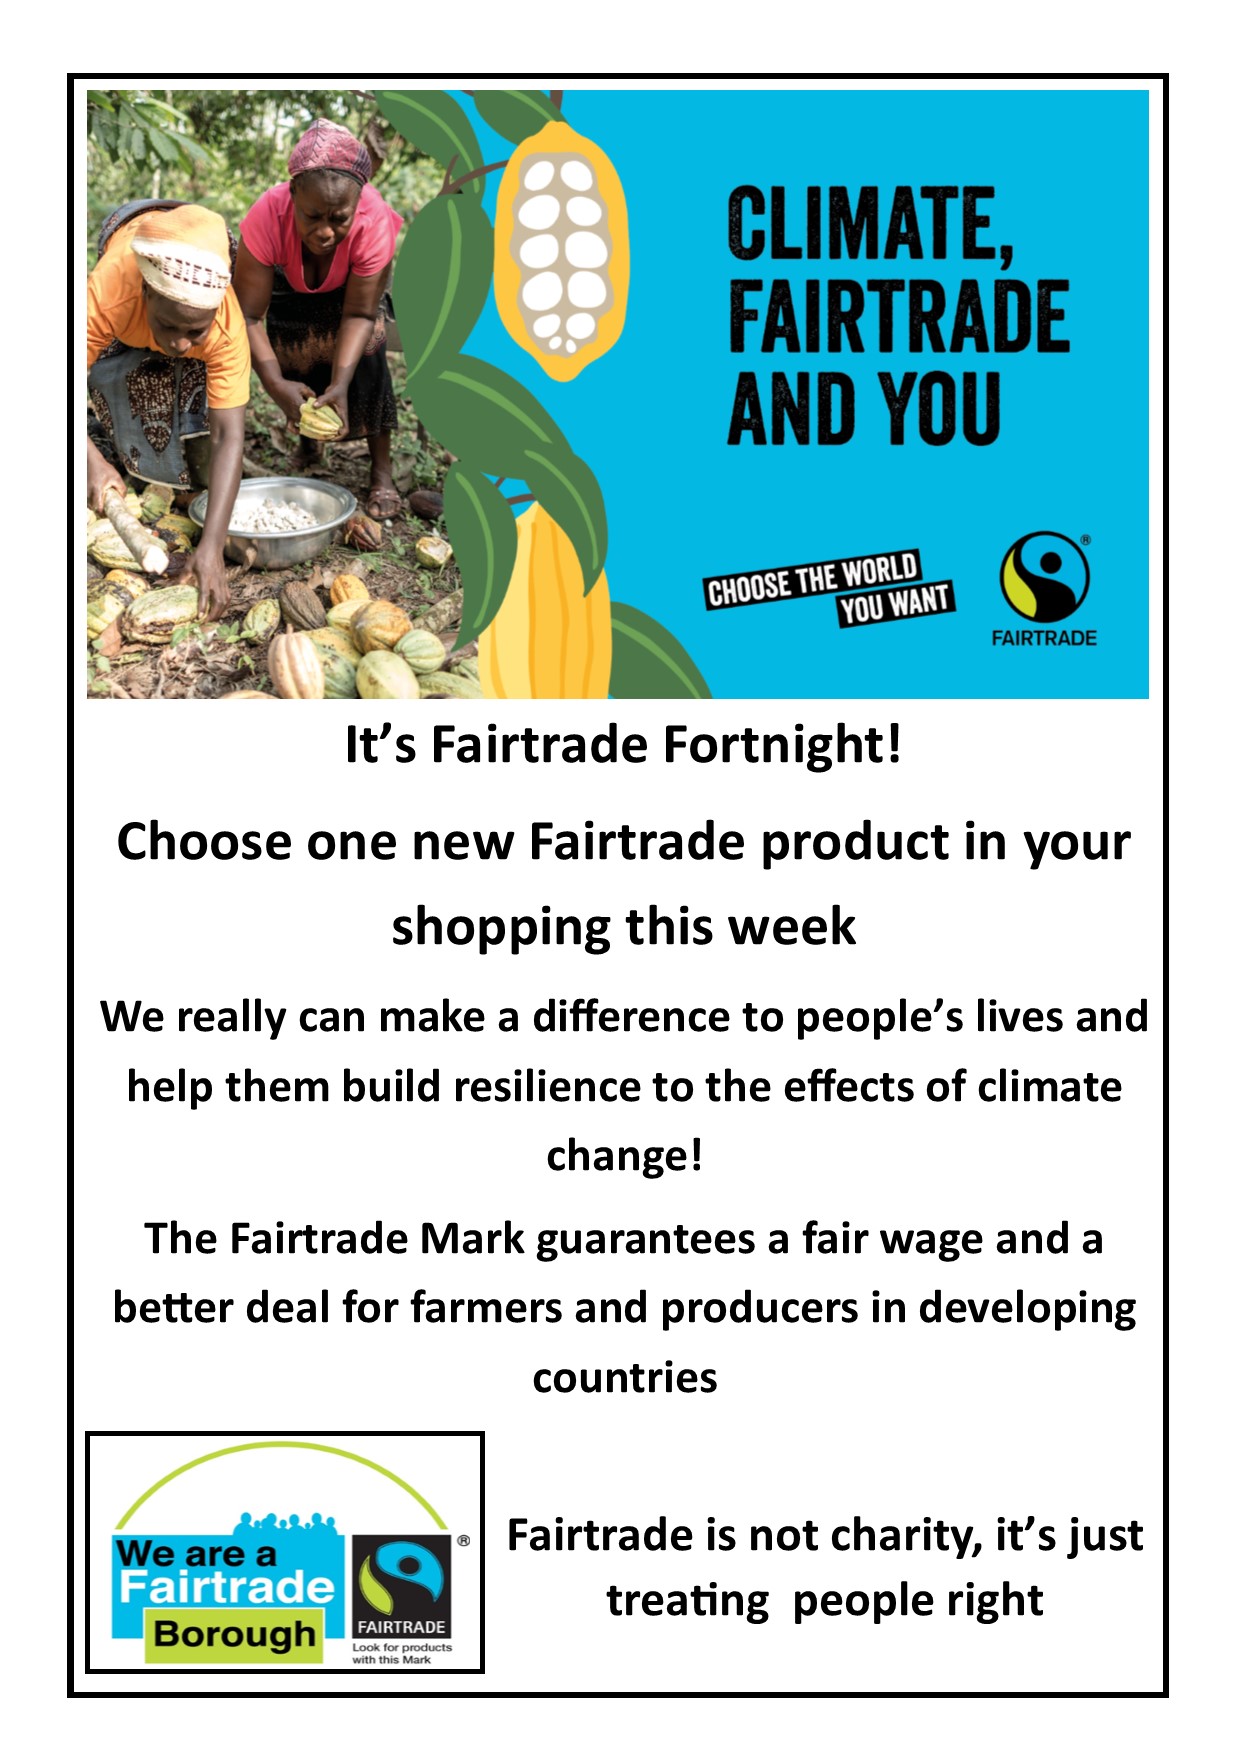 CLIMATE,
FAIRTRADE
AND YOU
CHOOSE THE WORLD
YOU WANT
®
FAIRTRADE
It’s Fairtrade Fortnight!
Choose one new Fairtrade product in your
shopping this week
We really can make a difference to people’s lives and
help them build resilience to the effects of climate
change!
The Fairtrade Mark guarantees a fair wage and a
better deal for farmers and producers in developing
countries
We are a
Fairtrade
Borough
®
FAIRTRADE
Look for products
with this Mark
Fairtrade is not charity, it’s just
treating  people right